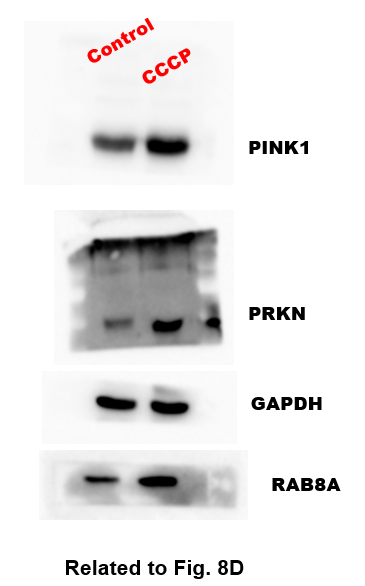 Control
CCCP
PINK1
PRKN
GAPDH
RAB8A
Related to Fig. 8D